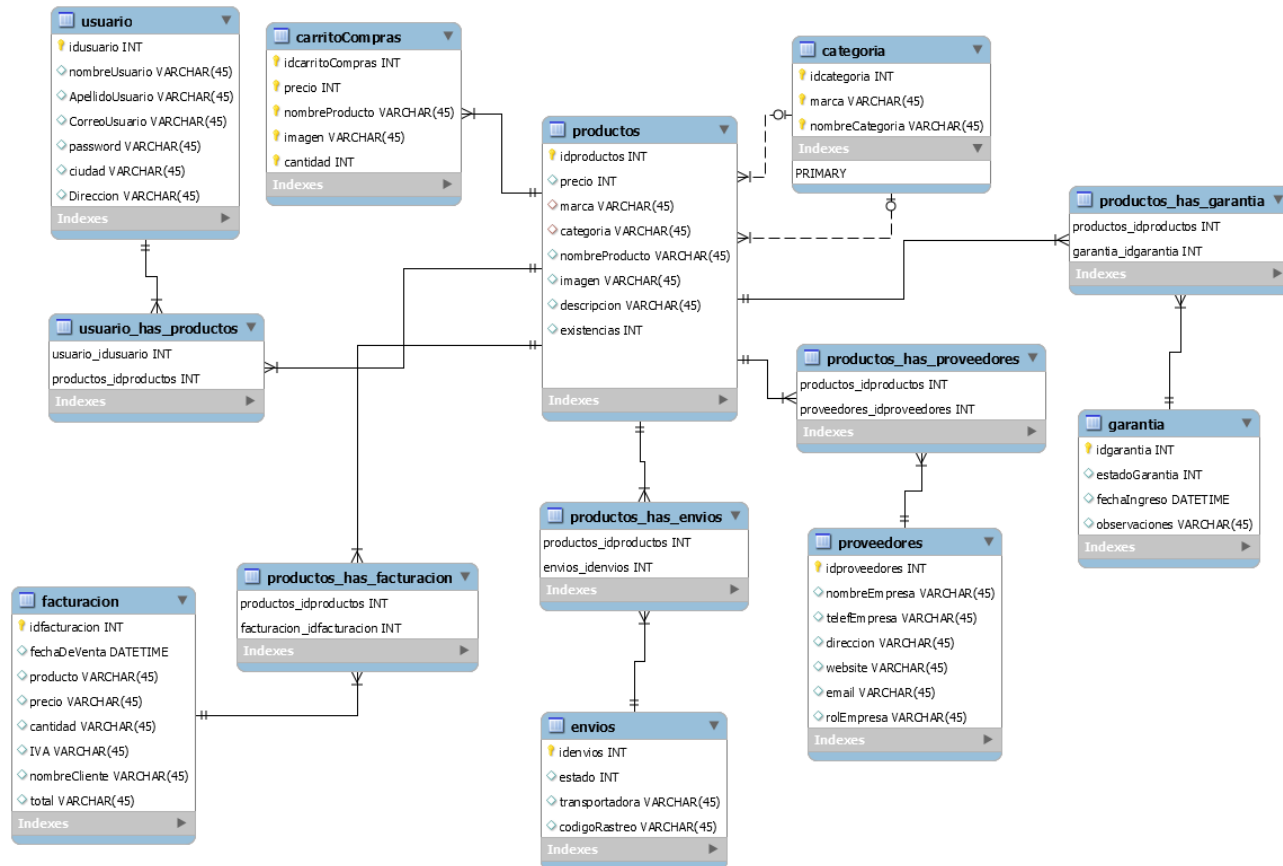 usuario
idusuario INT
nombreUsuario VARCHAR(45)
ApellidoUsuario VARCHAR(45)
CorreoUsuario VARCHAR(45)
password VARCHAR(45)
ciudad VARCHAR(45)
Direccion VARCHAR(45)
Indexes
carritoCompras
idcarritoCompras INT
precio INT
nombreProducto VARCHAR(45)
imagen VARCHAR(45)
cantidad INT
Indexes
categoria
idcategoria INT
marca VARCHAR(45)
nombreCategoria VARCHAR(45)
Indexes
PRIMARY
productos
idproductos INT
precio INT
marca VARCHAR(45)
categoria VARCHAR(45)
nombreProducto VARCHAR(45)
imagen VARCHAR(45)
descripcion VARCHAR(45)
existencias INT
Indexes
productos_has_garantia
productos_idproductos INT
garantia_idgarantia INT
Indexes
usuario_has_productos
usuario_idusuario INT
productos_idproductos INT
Indexes
productos_has_proveedores
productos_idproductos INT
proveedores_idproveedores INT
Indexes
garantia
idgarantia INT
estadoGarantia INT
fechaIngreso DATETIME
observaciones VARCHAR(45)
Indexes
productos_has_envios
productos_idproductos INT
envios_idenvios INT
Indexes
proveedores
idproveedores INT
nombreEmpresa VARCHAR(45)
telefEmpresa VARCHAR(45)
direccion VARCHAR(45)
website VARCHAR(45)
email VARCHAR(45)
rolEmpresa VARCHAR(45)
Indexes
productos_has_facturacion
productos_idproductos INT
facturacion_idfacturacion INT
Indexes
facturacion
idfacturacion INT
fechaDeVenta DATETIME
producto VARCHAR(45)
precio VARCHAR(45)
cantidad VARCHAR(45)
IVA VARCHAR(45)
nombreCliente VARCHAR(45)
total VARCHAR(45)
Indexes
envios
idenvios INT
estado INT
transportadora VARCHAR(45)
codigoRastreo VARCHAR(45)
Indexes